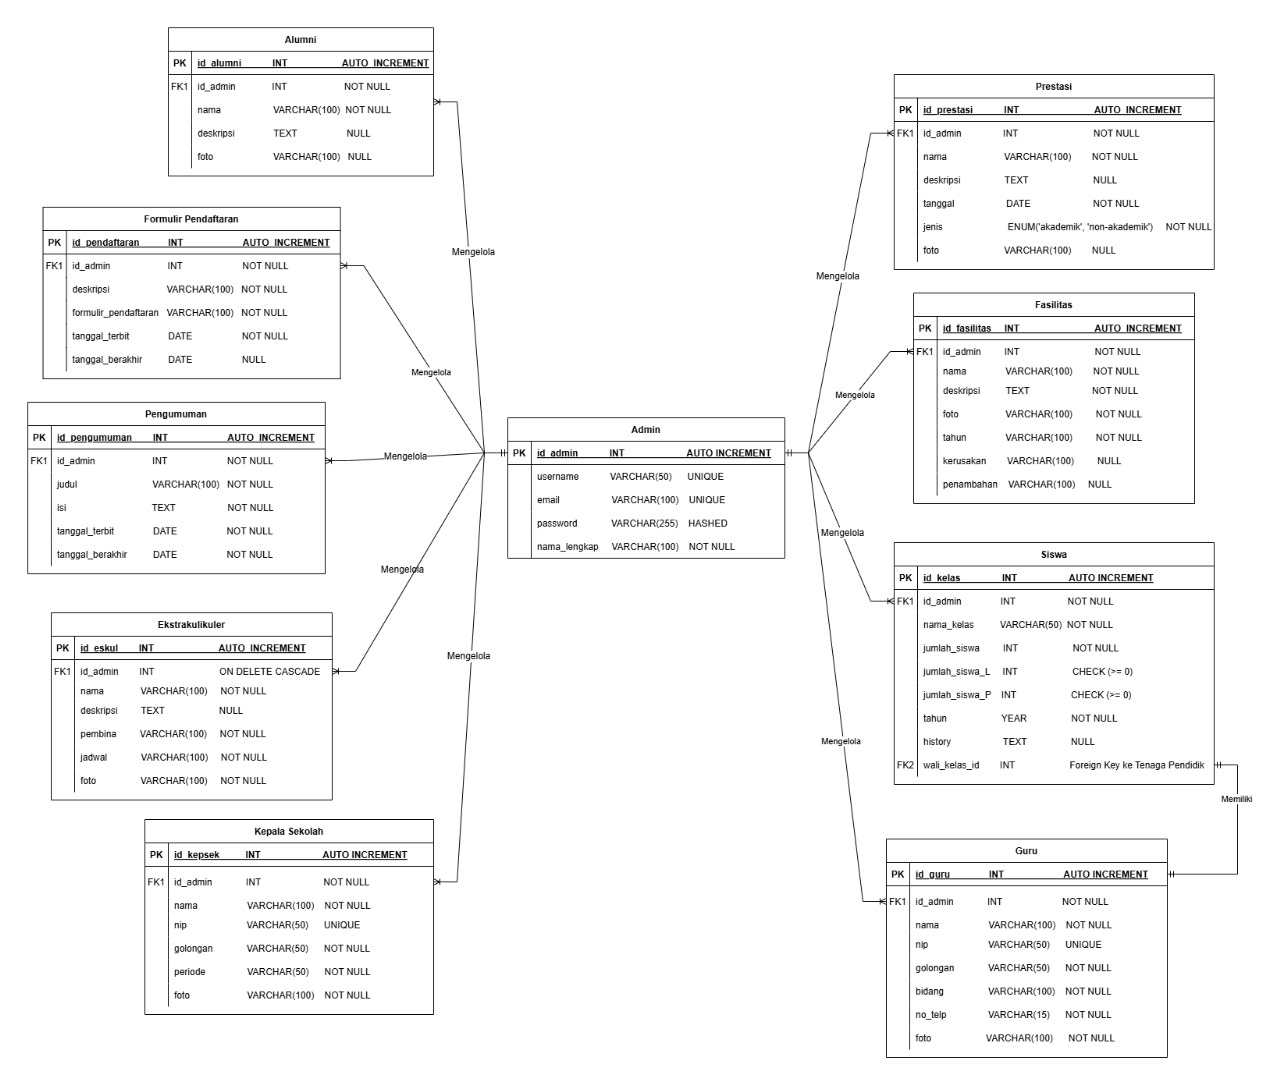 Alumni
PK id_alumni INT AUTO_INCREMENT
FK1 id_admin INT NOT NULL
nama VARCHAR(100) NOT NULL
deskripsi TEXT NULL
foto VARCHAR(100) NULL
Formulir Pendaftaran
PK id_pendaftaran INT AUTO_INCREMENT
FK1 id_admin INT NOT NULL
deskripsi VARCHAR(100) NOT NULL
formulir_pendaftaran VARCHAR(100) NOT NULL
tanggal_terbit DATE NOT NULL
tanggal_berakhir DATE NULL
Pengumuman
PK id_pengumuman INT AUTO_INCREMENT
FK1 id_admin INT NOT NULL
judul VARCHAR(100) NOT NULL
isi TEXT NOT NULL
tanggal_terbit DATE NOT NULL
tanggal_berakhir DATE NOT NULL
Ekstrakulikuler
PK id_eskul INT AUTO_INCREMENT
FK1 id_admin INT ON DELETE CASCADE
nama VARCHAR(100) NOT NULL
deskripsi TEXT NULL
pembina VARCHAR(100) NOT NULL
jadwal VARCHAR(100) NOT NULL
foto VARCHAR(100) NOT NULL
Kepala Sekolah
PK id_kepsek INT AUTO INCREMENT
FK1 id_admin INT NOT NULL
nama VARCHAR(100) NOT NULL
nip VARCHAR(50) UNIQUE
golongan VARCHAR(50) NOT NULL
periode VARCHAR(50) NOT NULL
foto VARCHAR(100) NOT NULL
Mengelola
Mengelola
Mengelola
Mengelola
Mengelola
Admin
PK id_admin INT AUTO INCREMENT
username VARCHAR(50) UNIQUE
email VARCHAR(100) UNIQUE
password VARCHAR(255) HASHED
nama_lengkap VARCHAR(100) NOT NULL
Mengelola
Mengelola
Mengelola
Mengelola
Prestasi
PK id_prestasi INT AUTO_INCREMENT
FK1 id_admin INT NOT NULL
nama VARCHAR(100) NOT NULL
deskripsi TEXT NULL
tanggal DATE NOT NULL
jenis ENUM('akademik', 'non-akademik') NOT NULL
foto VARCHAR(100) NULL
Fasilitas
PK id_fasilitas INT AUTO_INCREMENT
FK1 id_admin INT NOT NULL
nama VARCHAR(100) NOT NULL
deskripsi TEXT NOT NULL
foto VARCHAR(100) NOT NULL
tahun VARCHAR(100) NOT NULL
kerusakan VARCHAR(100) NULL
penambahan VARCHAR(100) NULL
Siswa
PK id_kelas INT AUTO INCREMENT
FK1 id_admin INT NOT NULL
nama_kelas VARCHAR(50) NOT NULL
jumlah_siswa INT NOT NULL
jumlah_siswa_L INT CHECK (>= 0)
jumlah_siswa_P INT CHECK (>= 0)
tahun YEAR NOT NULL
history TEXT NULL
FK2 wali_kelas_id INT Foreign Key ke Tenaga Pendidik
Memiliki
Guru
PK id_guru INT AUTO INCREMENT
FK1 id_admin INT NOT NULL
nama VARCHAR(100) NOT NULL
nip VARCHAR(50) UNIQUE
golongan VARCHAR(50) NOT NULL
bidang VARCHAR(100) NOT NULL
no_telp VARCHAR(15) NOT NULL
foto VARCHAR(100) NOT NULL